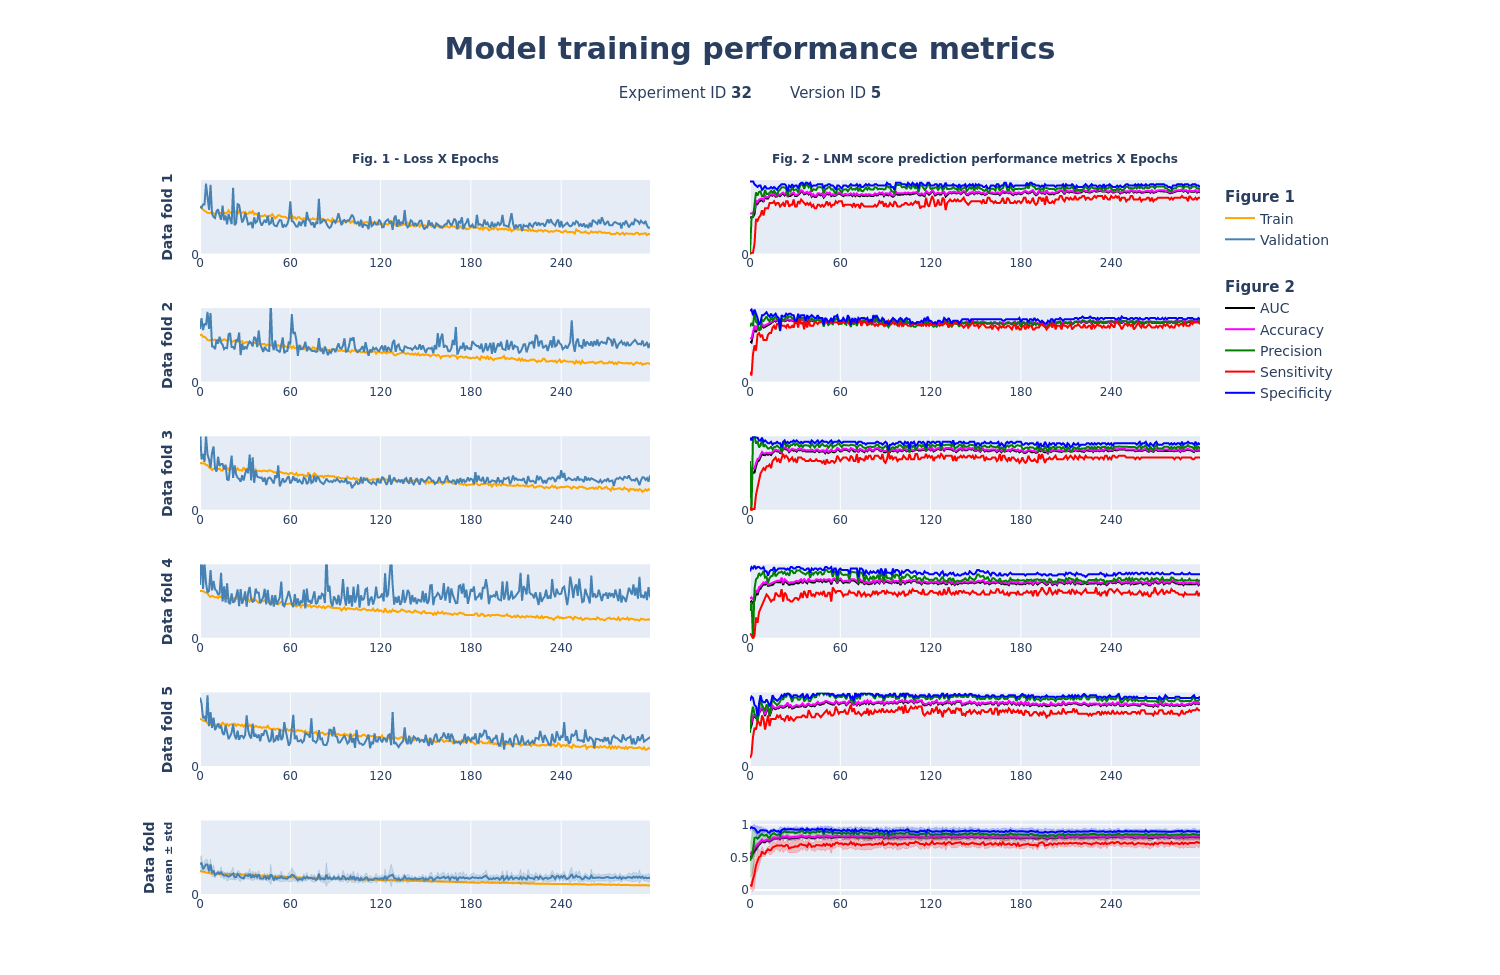 Model training performance metrics
Experiment ID 32 Version ID 5
Fig. 1 - Loss X Epochs
Fig. 2 - LNM score prediction performance metrics X Epochs
Data fold 1
0
0 60 120 180 240
0
0 60 120 180 240
Data fold 2
0
0 60 120 180 240
0
0 60 120 180 240
Data fold 3
0
0 60 120 180 240
0
0 60 120 180 240
Data fold 4
0
0 60 120 180 240
0
0 60 120 180 240
Data fold 5
0
0 60 120 180 240
0
0 60 120 180 240
Data fold
mean ± std
0
0 60 120 180 240
1
0.5
0
0 60 120 180 240
Figure 1
Train
Validation
Figure 2
AUC
Accuracy
Precision
Sensitivity
Specificity